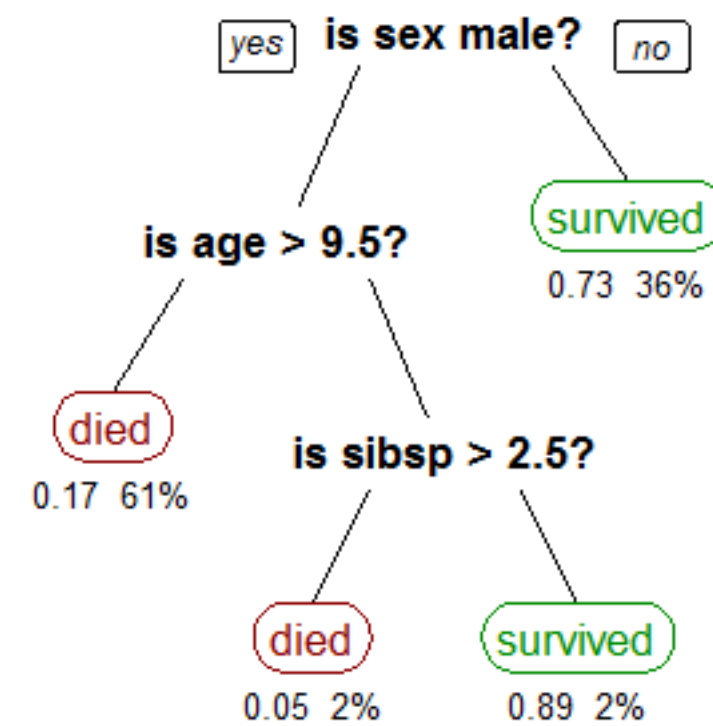 yes is sex male? no
survived
0.73 36%
is age > 9.5?
died
0.17 61%
is sibsp > 2.5?
died survived
0.05 2% 0.89 2%